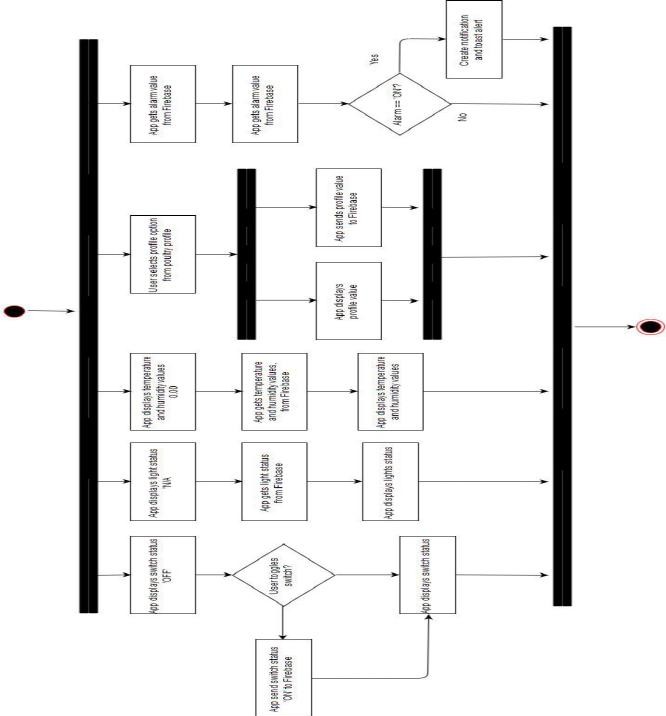 App displays switch status
'OFF'
User toggles
switch?
App send switch status
'ON' to Firebase
App displays switch status
App displays light status
'N/A
App gets light status
from Firebase
App displays lights status
App displays temperature
and humidity values
0.00
App gets temperature
and humidity values,
from Firebase
App displays temperature
and humidity values
User selects profile option
from poultry profile
App displays
profile value
App sends profile value
to Firebase
App gets alarm value
from Firebase
App gets alarm value
from Firebase
Alarm == 'ON'?
Yes
No
Create notification
and toast alert